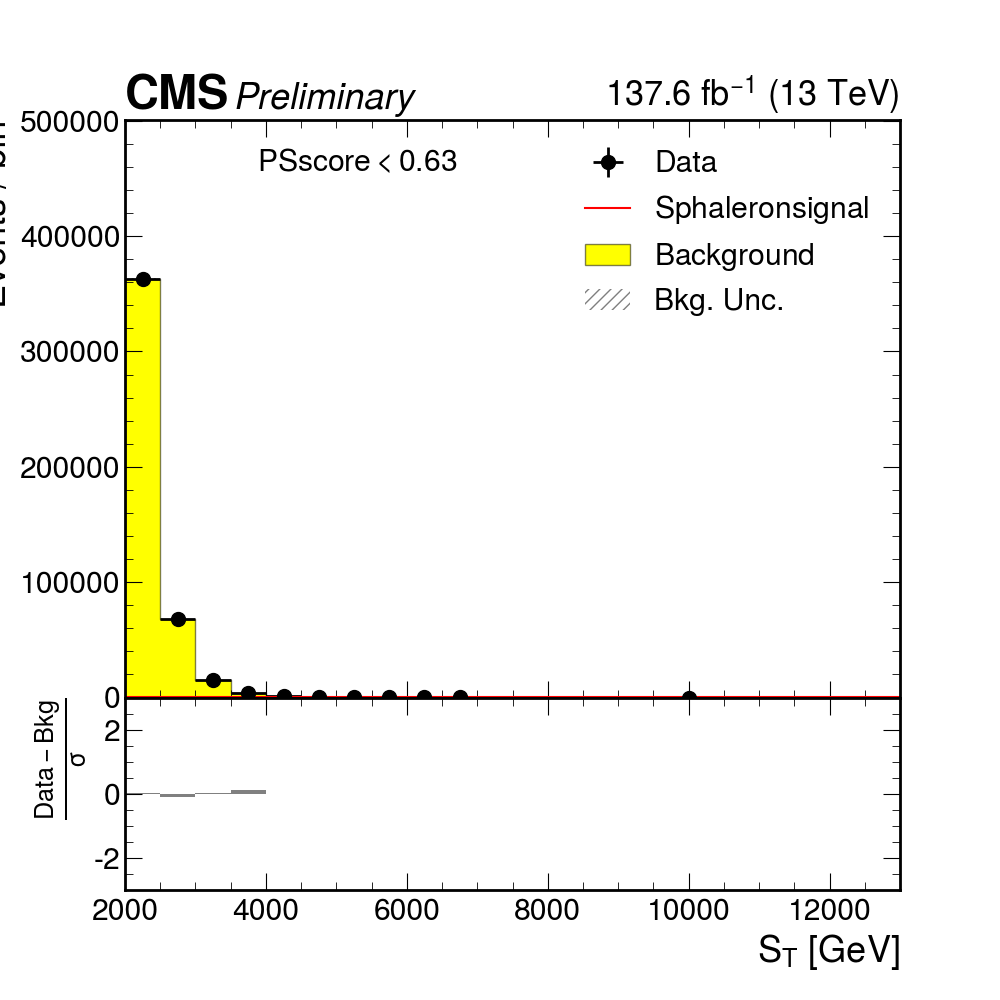 CMS Preliminary 137.6 fb⁻¹ (13 TeV)
PSscore < 0.63
Data
Sphaleronsignal
Background
Bkg. Unc.
500000
400000
300000
200000
100000
0
Data − Bkg
σ
2
0
-2
2000 4000 6000 8000 10000 12000
S_T [GeV]